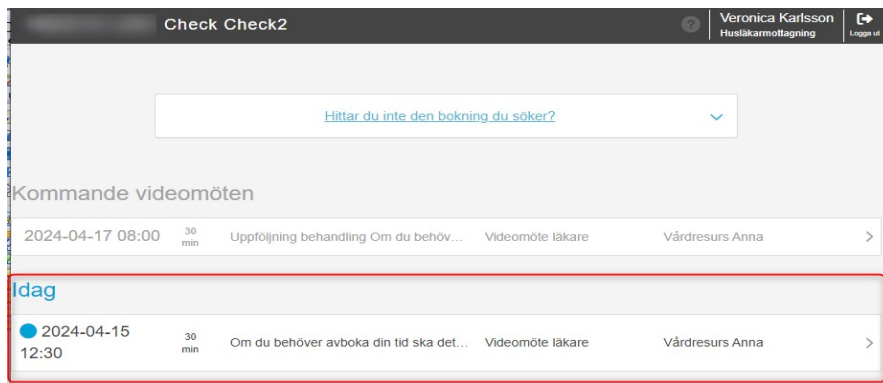 Check Check2
? Veronica Karlsson
Husläkarmottagning
Logga ut
Hittar du inte den bokning du söker?
Kommande videomöten
2024-04-17 08:00 30 min Uppföljning behandling Om du behöv... Videomöte läkare Vårdresurs Anna
Idag
2024-04-15 12:30 30 min Om du behöver avboka din tid ska det... Videomöte läkare Vårdresurs Anna